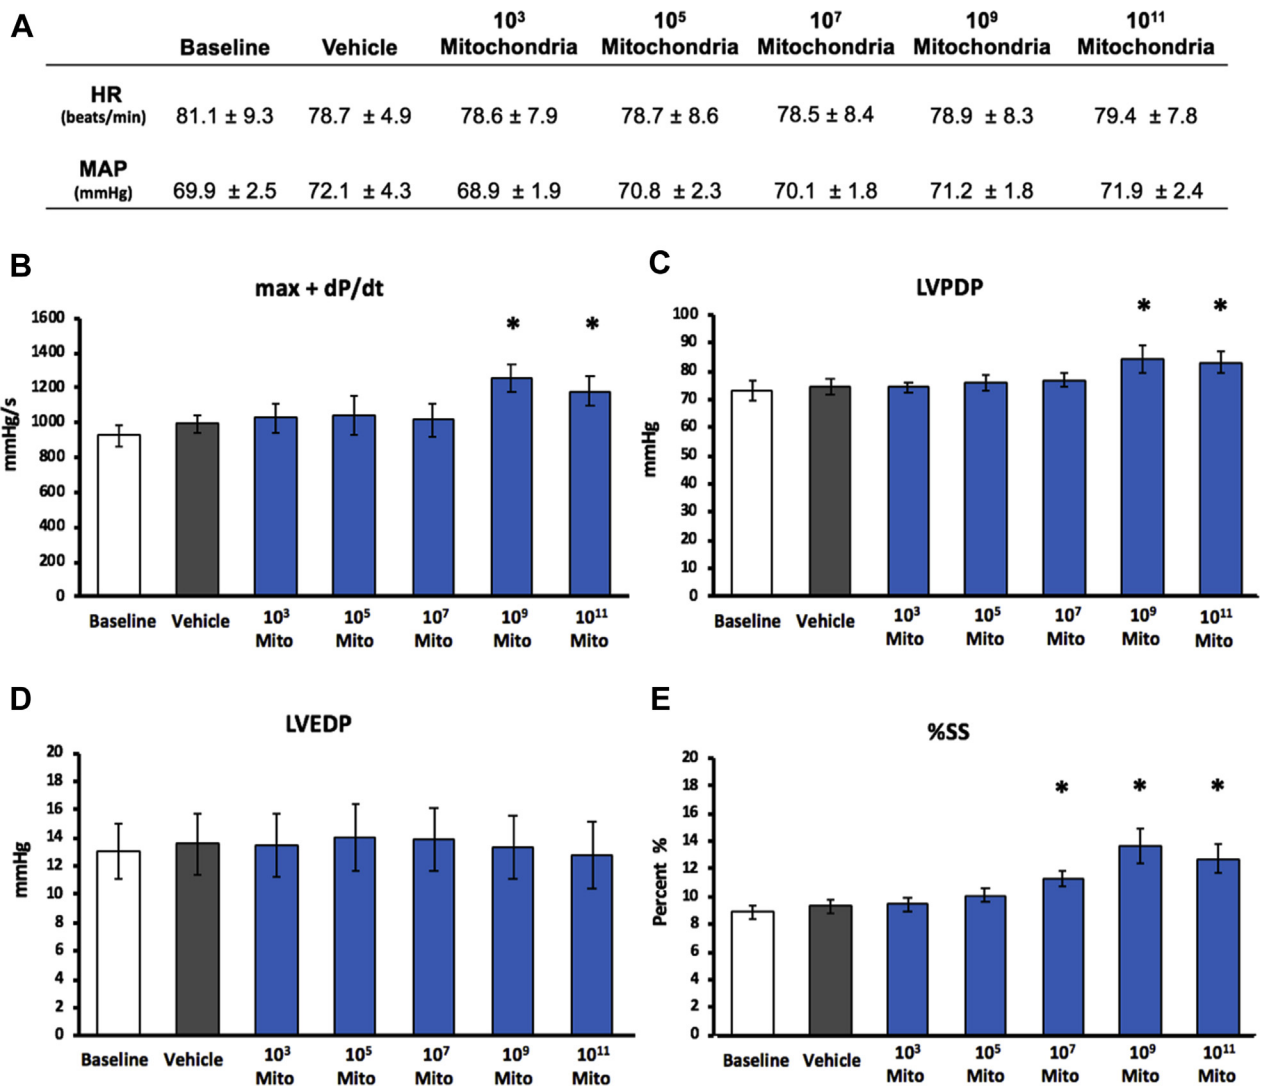 A
Baseline Vehicle 10³ Mitochondria 10⁵ Mitochondria 10⁷ Mitochondria 10⁹ Mitochondria 10¹¹ Mitochondria
HR (beats/min) 81.1 ± 9.3 78.7 ± 4.9 78.6 ± 7.9 78.7 ± 8.6 78.5 ± 8.4 78.9 ± 8.3 79.4 ± 7.8
MAP (mmHg) 69.9 ± 2.5 72.1 ± 4.3 68.9 ± 1.9 70.8 ± 2.3 70.1 ± 1.8 71.2 ± 1.8 71.9 ± 2.4
B
max + dP/dt
mmHg/s
1600
1400
1200
1000
800
600
400
200
0
* *
Baseline Vehicle 10³ Mito 10⁵ Mito 10⁷ Mito 10⁹ Mito 10¹¹ Mito
C
LVPDP
mmHg
100
90
80
70
60
50
40
30
20
10
0
* *
Baseline Vehicle 10³ Mito 10⁵ Mito 10⁷ Mito 10⁹ Mito 10¹¹ Mito
D
LVEDP
mmHg
20
18
16
14
12
10
8
6
4
2
0
Baseline Vehicle 10³ Mito 10⁵ Mito 10⁷ Mito 10⁹ Mito 10¹¹ Mito
E
%SS
Percent %
20
18
16
14
12
10
8
6
4
2
0
* * *
Baseline Vehicle 10³ Mito 10⁵ Mito 10⁷ Mito 10⁹ Mito 10¹¹ Mito